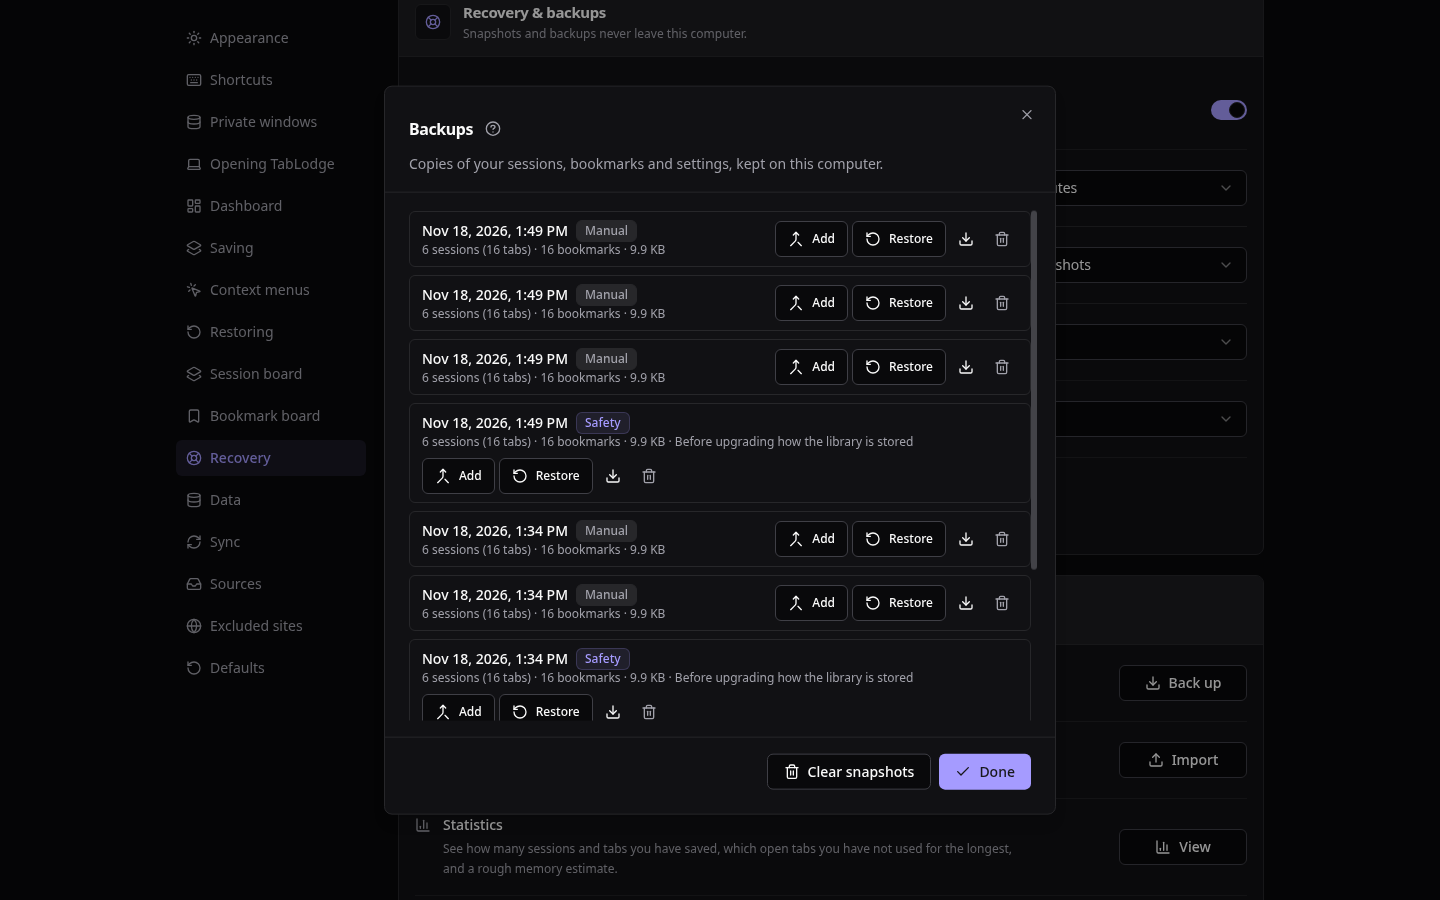 Recovery & backups
Snapshots and backups never leave this computer.
Appearance
Shortcuts
Private windows
Opening TabLodge
Dashboard
Saving
Context menus
Restoring
Session board
Bookmark board
Recovery
Data
Sync
Sources
Excluded sites
Defaults
Backups
Copies of your sessions, bookmarks and settings, kept on this computer.
Nov 18, 2026, 1:49 PM Manual
6 sessions (16 tabs) · 16 bookmarks · 9.9 KB
Add Restore
Nov 18, 2026, 1:49 PM Manual
6 sessions (16 tabs) · 16 bookmarks · 9.9 KB
Add Restore
Nov 18, 2026, 1:49 PM Manual
6 sessions (16 tabs) · 16 bookmarks · 9.9 KB
Add Restore
Nov 18, 2026, 1:49 PM Safety
6 sessions (16 tabs) · 16 bookmarks · 9.9 KB · Before upgrading how the library is stored
Add Restore
Nov 18, 2026, 1:34 PM Manual
6 sessions (16 tabs) · 16 bookmarks · 9.9 KB
Add Restore
Nov 18, 2026, 1:34 PM Manual
6 sessions (16 tabs) · 16 bookmarks · 9.9 KB
Add Restore
Nov 18, 2026, 1:34 PM Safety
6 sessions (16 tabs) · 16 bookmarks · 9.9 KB · Before upgrading how the library is stored
Add Restore
Clear snapshots
Done
Back up
Import
Statistics
See how many sessions and tabs you have saved, which open tabs you have not used for the longest,
and a rough memory estimate.
View